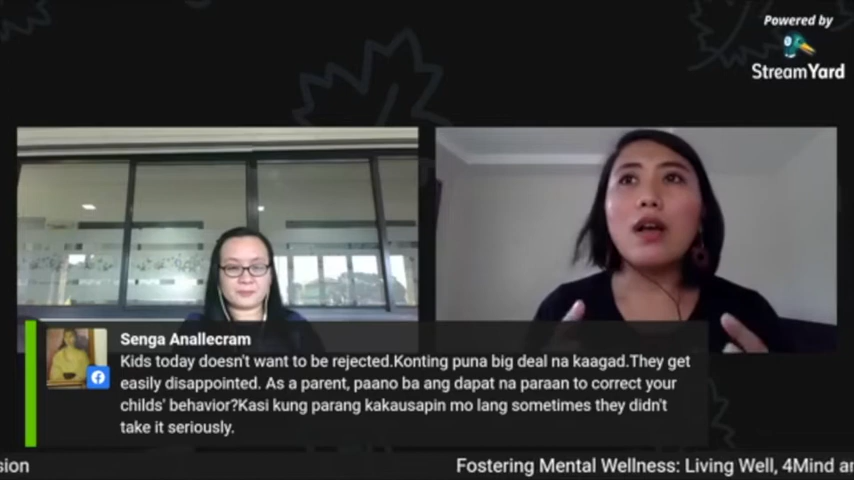 Powered by
StreamYard
Senga Anallecram
Kids today doesn't want to be rejected.Konting puna big deal na kaagad.They get
easily disappointed. As a parent, paano ba ang dapat na paraan to correct your
childs' behavior?Kasi kung parang kakausapin mo lang sometimes they didn't
take it seriously.
sion
Fostering Mental Wellness: Living Well, 4Mind an